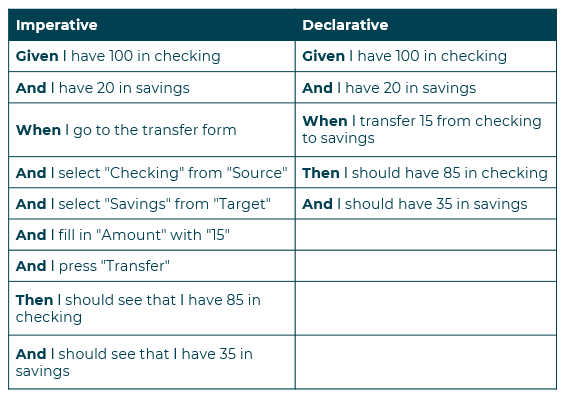 Imperative Declarative
Given I have 100 in checking Given I have 100 in checking
And I have 20 in savings And I have 20 in savings
When I go to the transfer form When I transfer 15 from checking
to savings
And I select "Checking" from "Source" Then I should have 85 in checking
And I select "Savings" from "Target" And I should have 35 in savings
And I fill in "Amount" with "15"
And I press "Transfer"
Then I should see that I have 85 in
checking
And I should see that I have 35 in
savings